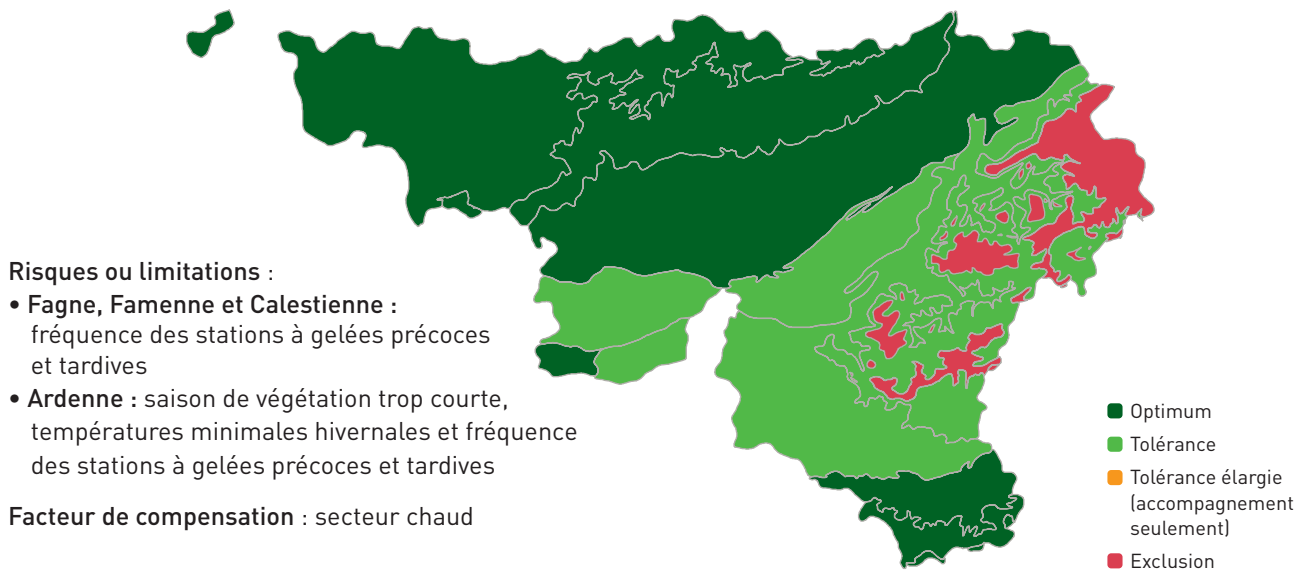 Risques ou limitations :
• Fagne, Famenne et Calestienne :
fréquence des stations à gelées précoces
et tardives
• Ardenne : saison de végétation trop courte,
températures minimales hivernales et fréquence
des stations à gelées précoces et tardives
Facteur de compensation : secteur chaud
Optimum
Tolérance
Tolérance élargie
(accompagnement
seulement)
Exclusion